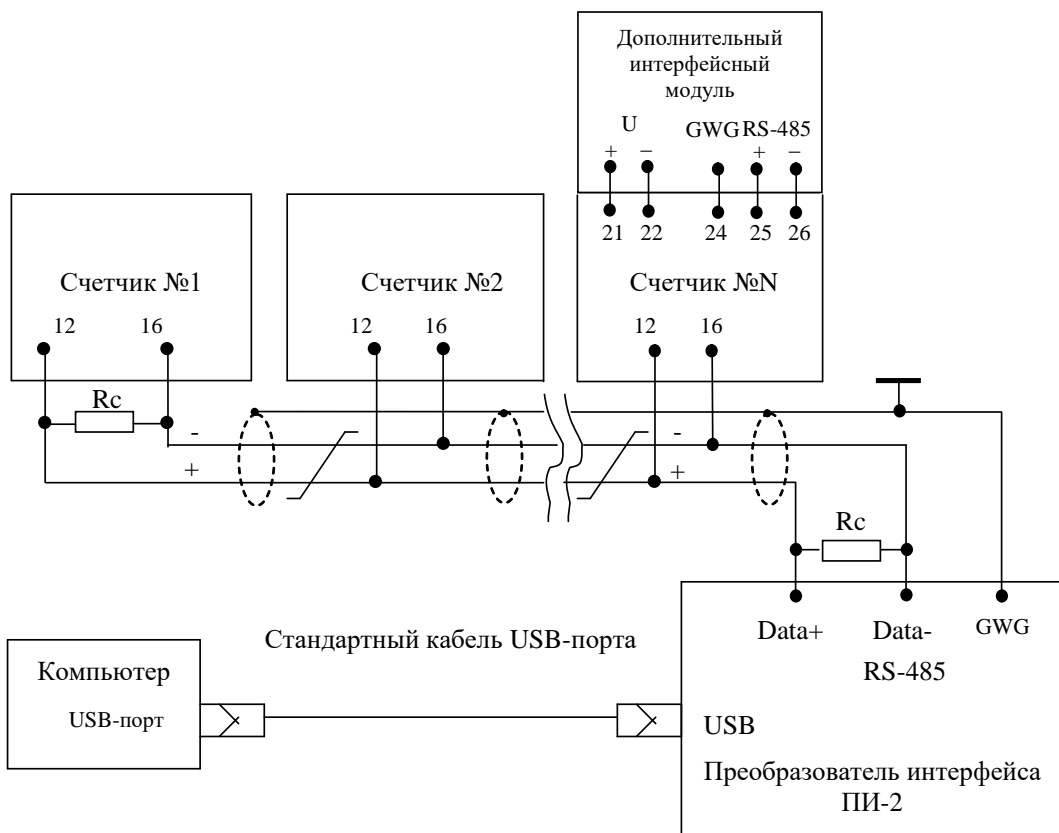 Дополнительный
интерфейсный
модуль
U GWG RS-485
+ − + −
21 22 24 25 26
Счетчик №1 Счетчик №2 Счетчик №N
12 16 12 16 12 16
Rc
- -
+ +
Rc
Data+ Data- GWG
RS-485
Стандартный кабель USB-порта
Компьютер
USB-порт
USB
Преобразователь интерфейса
ПИ-2